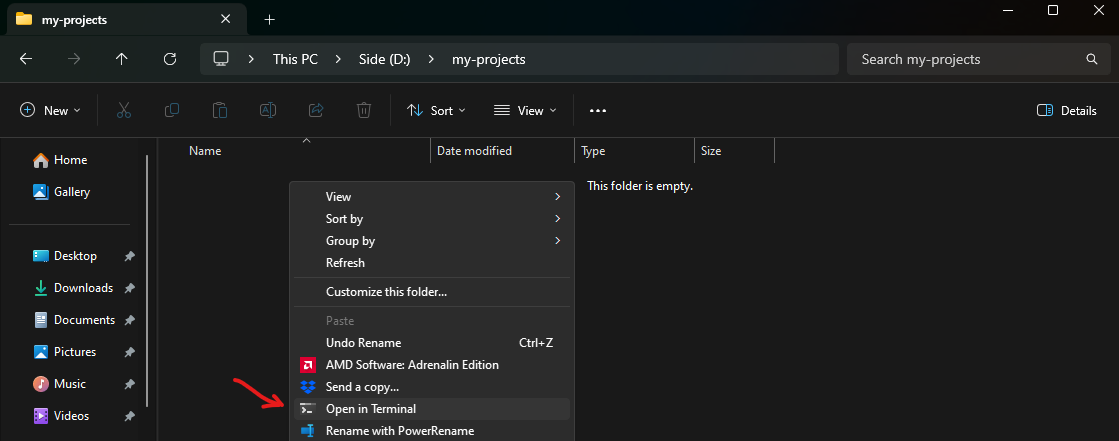 my-projects
This PC > Side (D:) > my-projects
Search my-projects
New
Sort
View
Details
Name
Date modified
Type
Size
Home
Gallery
Desktop
Downloads
Documents
Pictures
Music
Videos
This folder is empty.
View
Sort by
Group by
Refresh
Customize this folder...
Paste
Undo Rename Ctrl+Z
AMD Software: Adrenalin Edition
Send a copy...
Open in Terminal
Rename with PowerRename